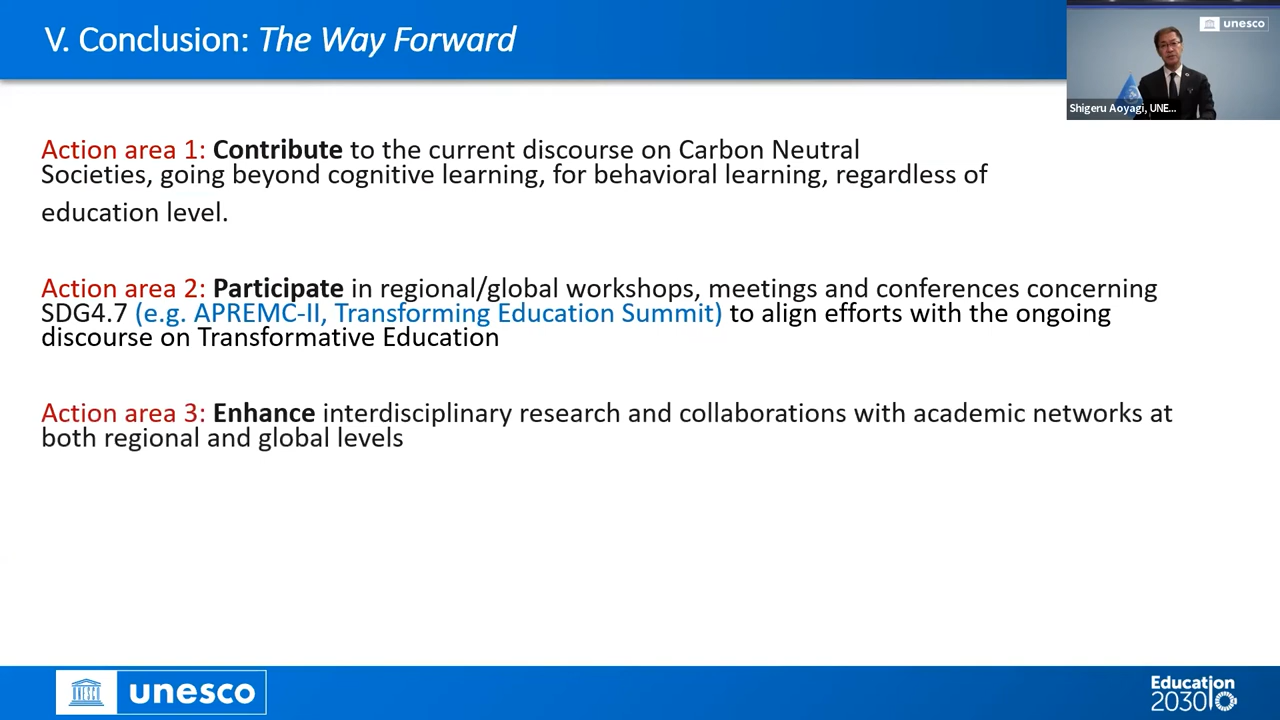 V. Conclusion: The Way Forward
unesco
Shigeru Aoyagi, UNE...
Action area 1: Contribute to the current discourse on Carbon Neutral
Societies, going beyond cognitive learning, for behavioral learning, regardless of
education level.
Action area 2: Participate in regional/global workshops, meetings and conferences concerning
SDG4.7 (e.g. APREMC-II, Transforming Education Summit) to align efforts with the ongoing
discourse on Transformative Education
Action area 3: Enhance interdisciplinary research and collaborations with academic networks at
both regional and global levels
unesco
Education
2030